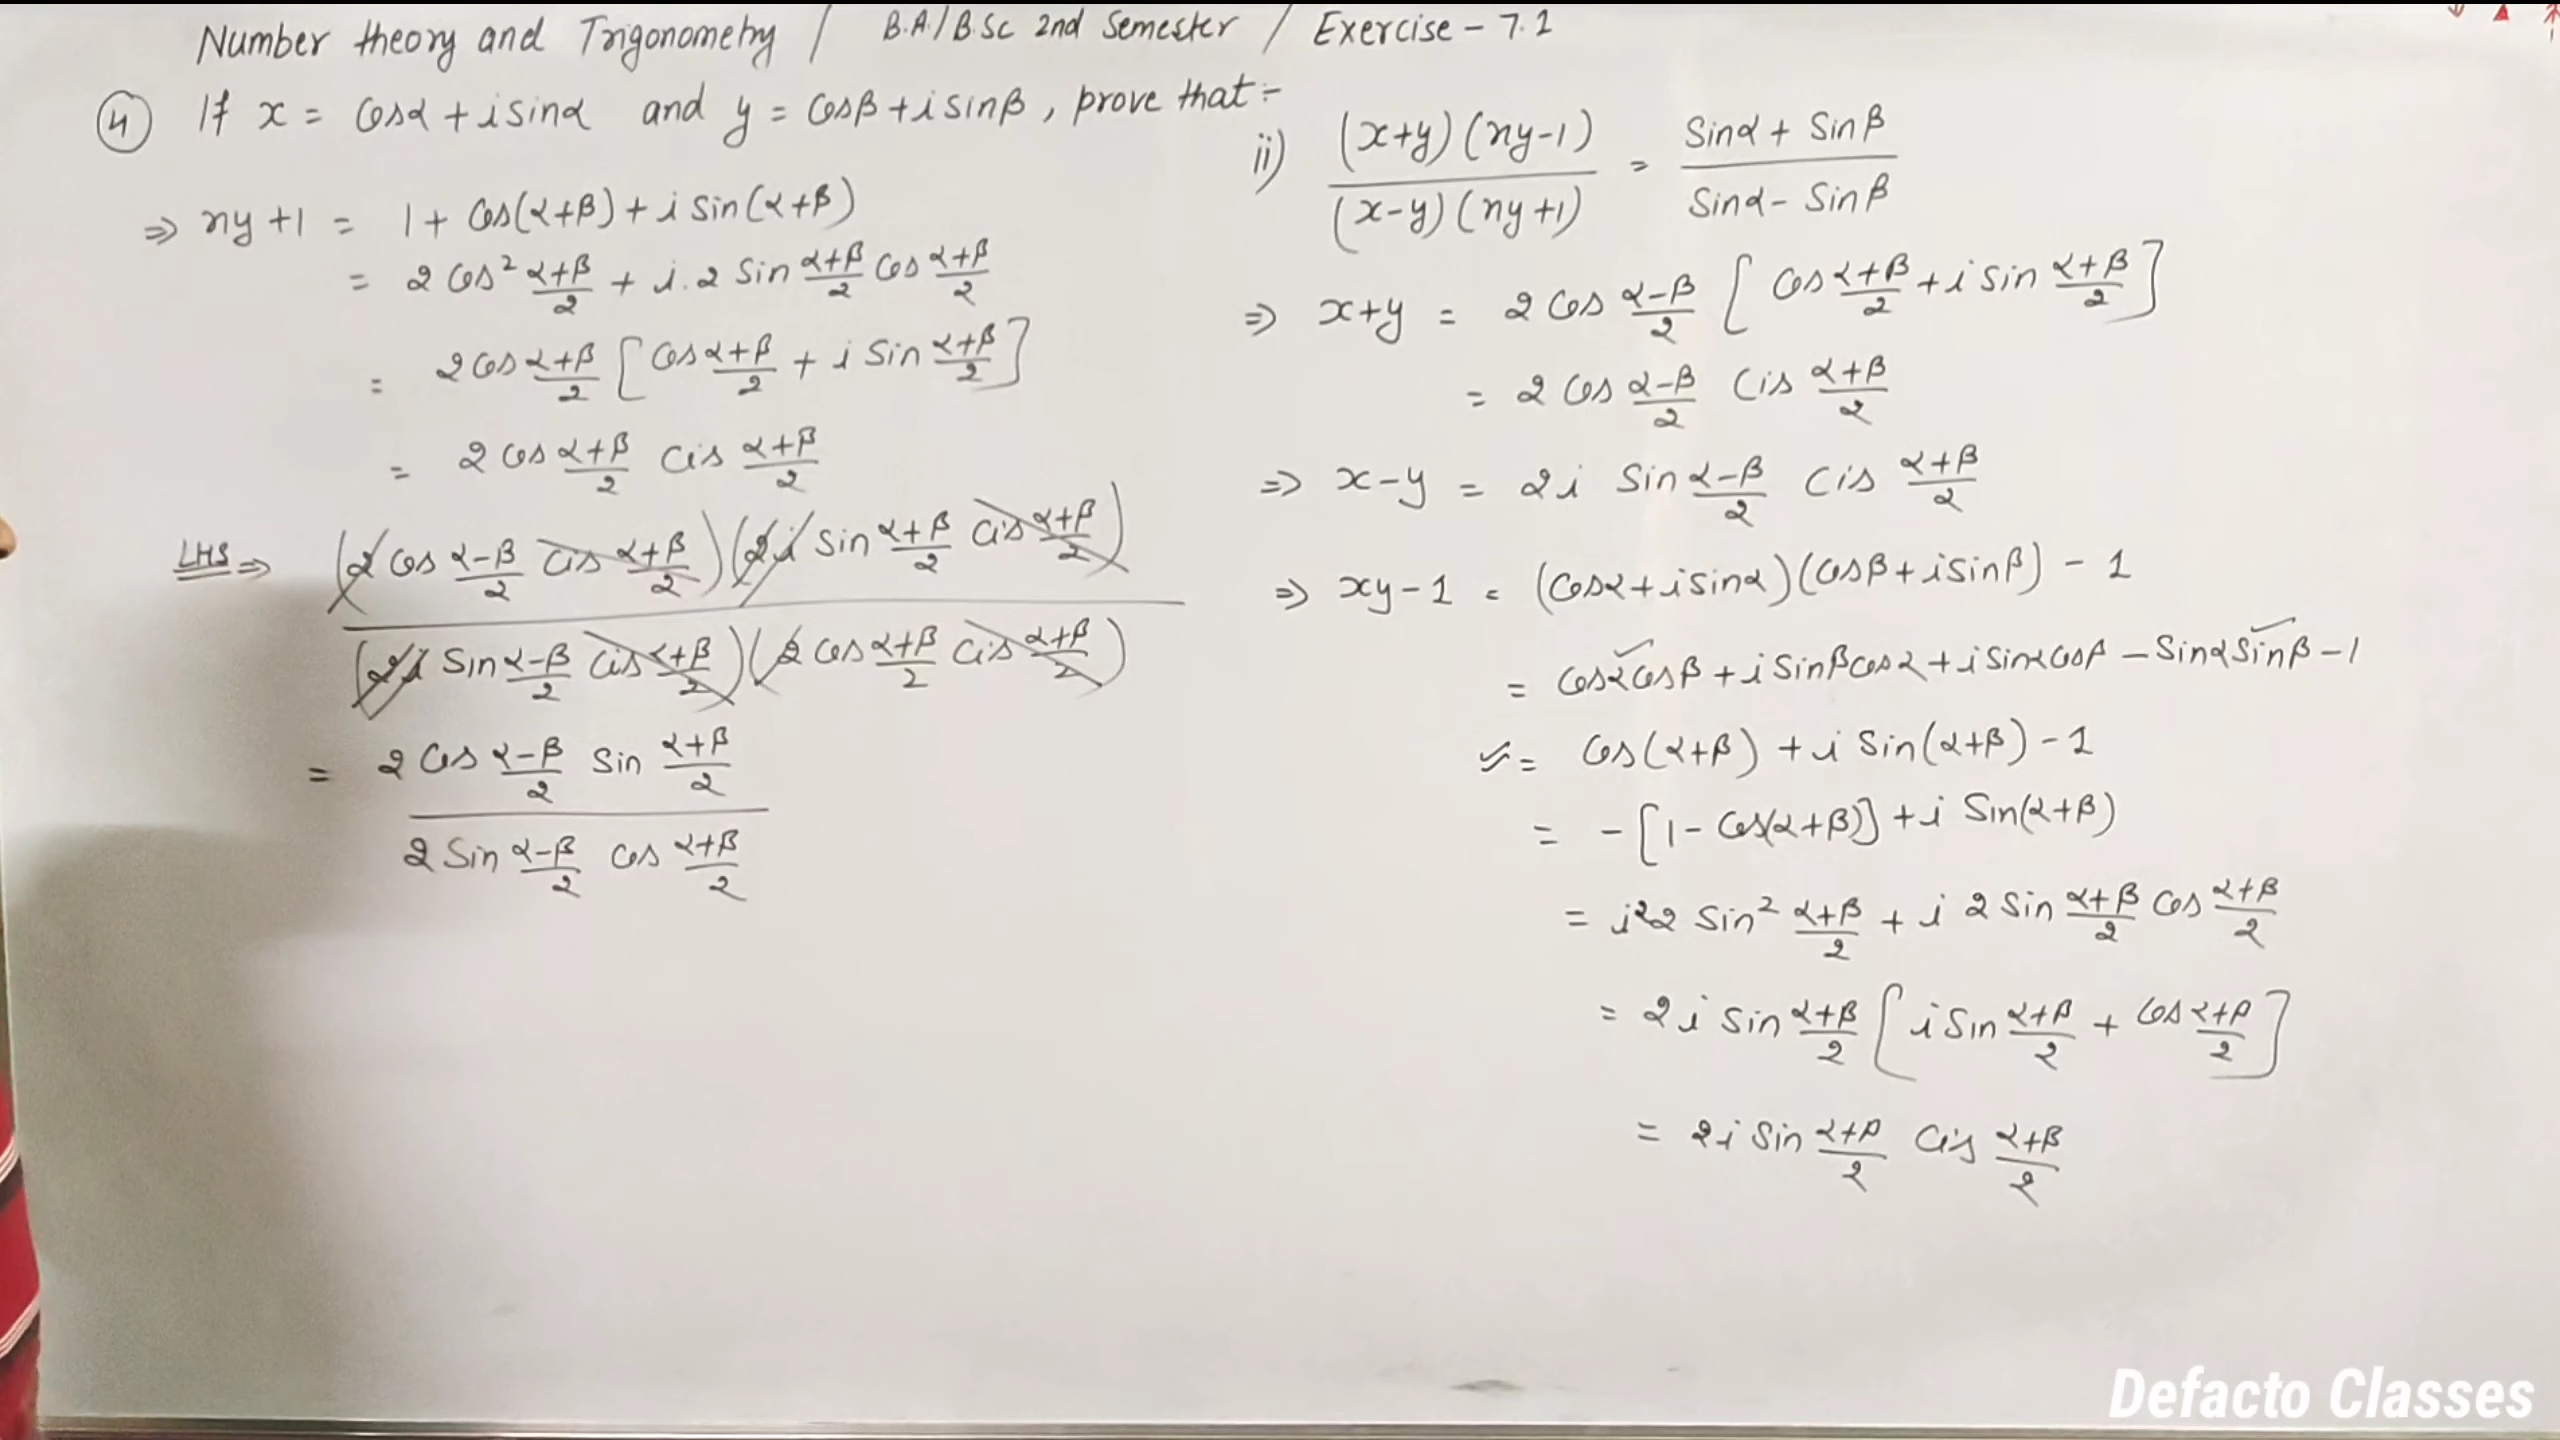 Number theory and Trigonometry / B.A./B.Sc 2nd Semester / Exercise - 7.1
(4) If x = Cosα + i sinα and y = Cosβ + i sinβ, prove that :-
ii) (x+y)(xy-1) / (x-y)(xy+1) = Sinα + Sinβ / Sinα - Sinβ
⇒ xy + 1 = 1 + Cos(α+β) + i Sin(α+β)
= 2 Cos² α+β/2 + i.2 Sin α+β/2 Cos α+β/2
= 2 Cos α+β/2 [Cos α+β/2 + i Sin α+β/2]
= 2 Cos α+β/2 Cis α+β/2
LHS ⇒ (2 Cos α-β/2 Cis α+β/2)(2i Sin α+β/2 Cis α+β/2) / (2i Sin α-β/2 Cis α+β/2)(2 Cos α+β/2 Cis α+β/2)
= 2 Cos α-β/2 Sin α+β/2 / 2 Sin α-β/2 Cos α+β/2
⇒ x+y = 2 Cos α-β/2 [Cos α+β/2 + i Sin α+β/2]
= 2 Cos α-β/2 Cis α+β/2
⇒ x-y = 2i Sin α-β/2 Cis α+β/2
⇒ xy-1 = (Cosα + i sinα)(Cosβ + i sinβ) - 1
= Cosα Cosβ + i Sinβ Cosα + i Sinα Cosβ - Sinα Sinβ - 1
= Cos(α+β) + i Sin(α+β) - 1
= -[1 - Cos(α+β)] + i Sin(α+β)
= i² 2 Sin² α+β/2 + i 2 Sin α+β/2 Cos α+β/2
= 2i Sin α+β/2 [i Sin α+β/2 + Cos α+β/2]
= 2i Sin α+β/2 Cis α+β/2
Defacto Classes